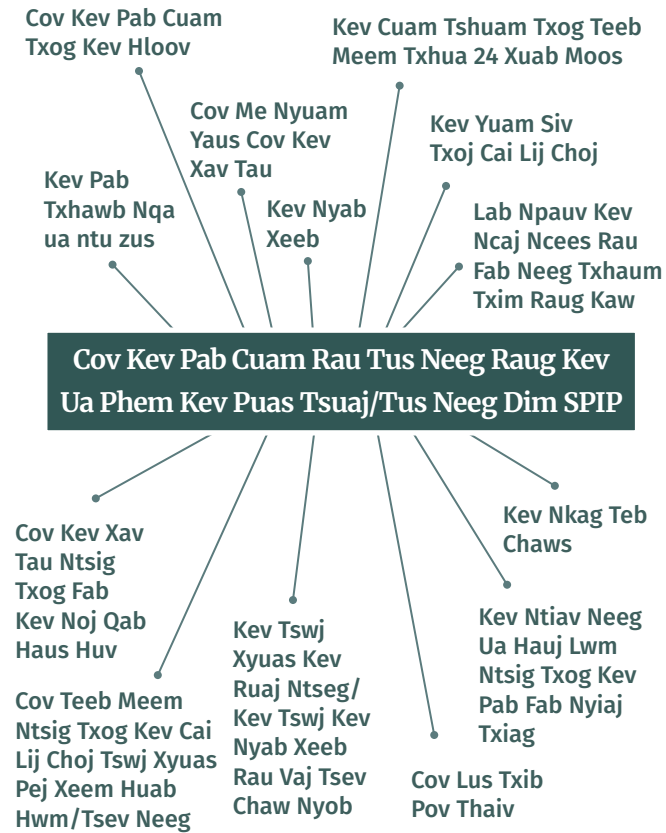 Cov Kev Pab Cuam
Txog Kev Hloov
Kev Cuam Tshuam Txog Teeb
Meem Txhua 24 Xuab Moos
Cov Me Nyuam
Yaus Cov Kev
Xav Tau
Kev Yuam Siv
Txoj Cai Lij Choj
Kev Pab
Txhawb Nqa
ua ntu zus
Kev Nyab
Xeeb
Lab Npauv Kev
Ncaj Ncees Rau
Fab Neeg Txhaum
Txim Raug Kaw
Cov Kev Pab Cuam Rau Tus Neeg Raug Kev
Ua Phem Kev Puas Tsuaj/Tus Neeg Dim SPIP
Cov Kev Xav
Tau Ntsig
Txog Fab
Kev Noj Qab
Haus Huv
Cov Teeb Meem
Ntsig Txog Kev Cai
Lij Choj Tswj Xyuas
Pej Xeem Huab
Hwm/Tsev Neeg
Kev Tswj
Xyuas Kev
Ruaj Ntseg/
Kev Tswj Kev
Nyab Xeeb
Rau Vaj Tsev
Chaw Nyob
Cov Lus Txib
Pov Thaiv
Kev Ntiav Neeg
Ua Hauj Lwm
Ntsig Txog Kev
Pab Fab Nyiaj
Txiag
Kev Nkag Teb
Chaws